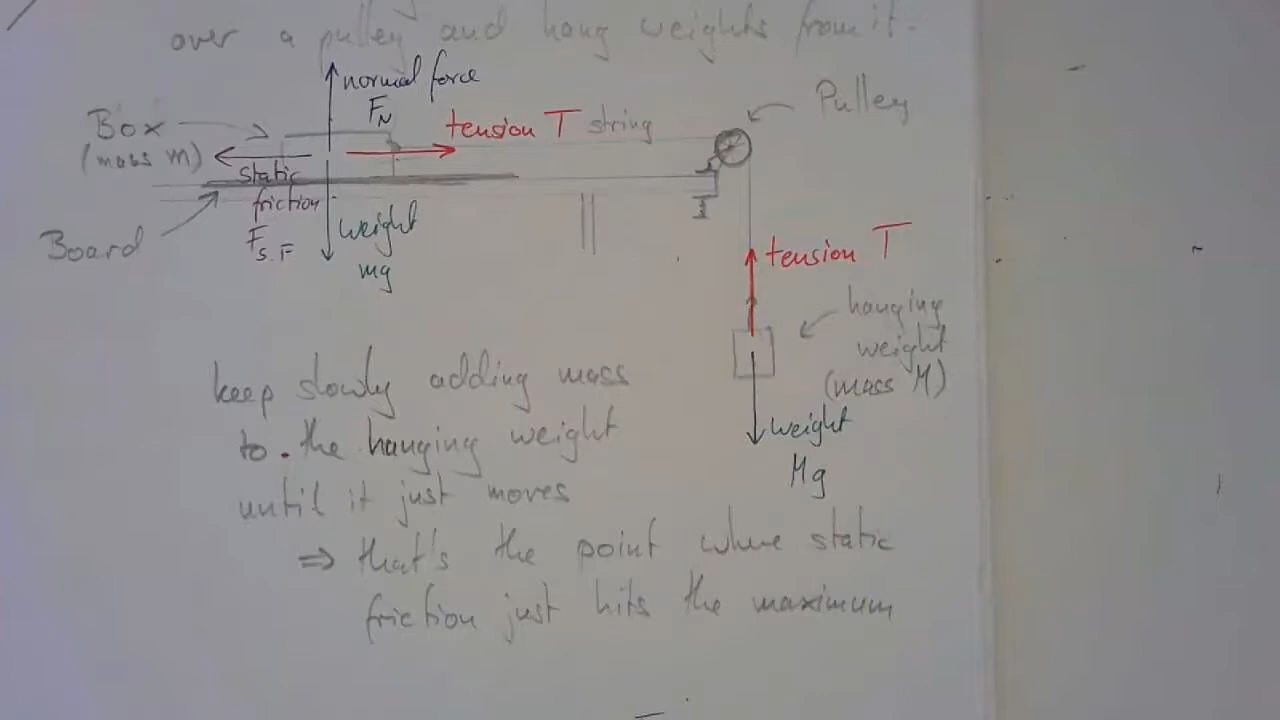 over a pulley and hang weights from it.
normal force
F_N
Box
(mass m)
tension T string
Pulley
static
friction
F_S.F
weight
mg
Board
tension T
hanging
weight
(mass M)
weight
Mg
keep slowly adding mass
to the hanging weight
until it just moves
⇒ that's the point where static
friction just hits the maximum